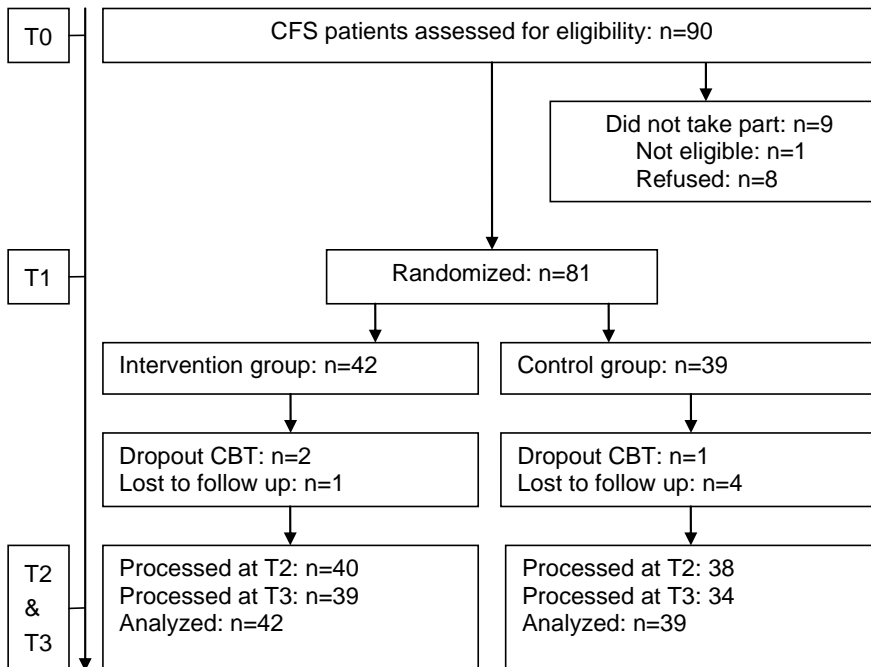 T0
CFS patients assessed for eligibility: n=90
Did not take part: n=9
Not eligible: n=1
Refused: n=8
T1
Randomized: n=81
Intervention group: n=42
Control group: n=39
Dropout CBT: n=2
Lost to follow up: n=1
Dropout CBT: n=1
Lost to follow up: n=4
T2
&
T3
Processed at T2: n=40
Processed at T3: n=39
Analyzed: n=42
Processed at T2: 38
Processed at T3: 34
Analyzed: n=39